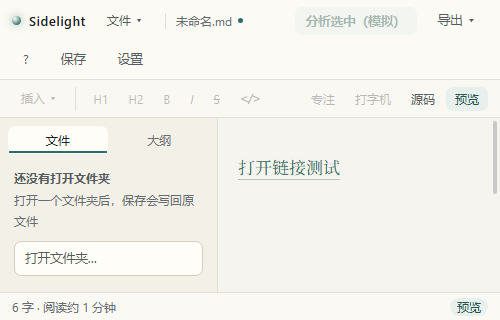 Sidelight 文件 未命名.md 分析选中（模拟） 导出
? 保存 设置
插入 H1 H2 B I S </> 专注 打字机 源码 预览
文件 大纲
还没有打开文件夹
打开一个文件夹后，保存会写回原
文件
打开文件夹...
打开链接测试
6 字 · 阅读约 1 分钟 预览